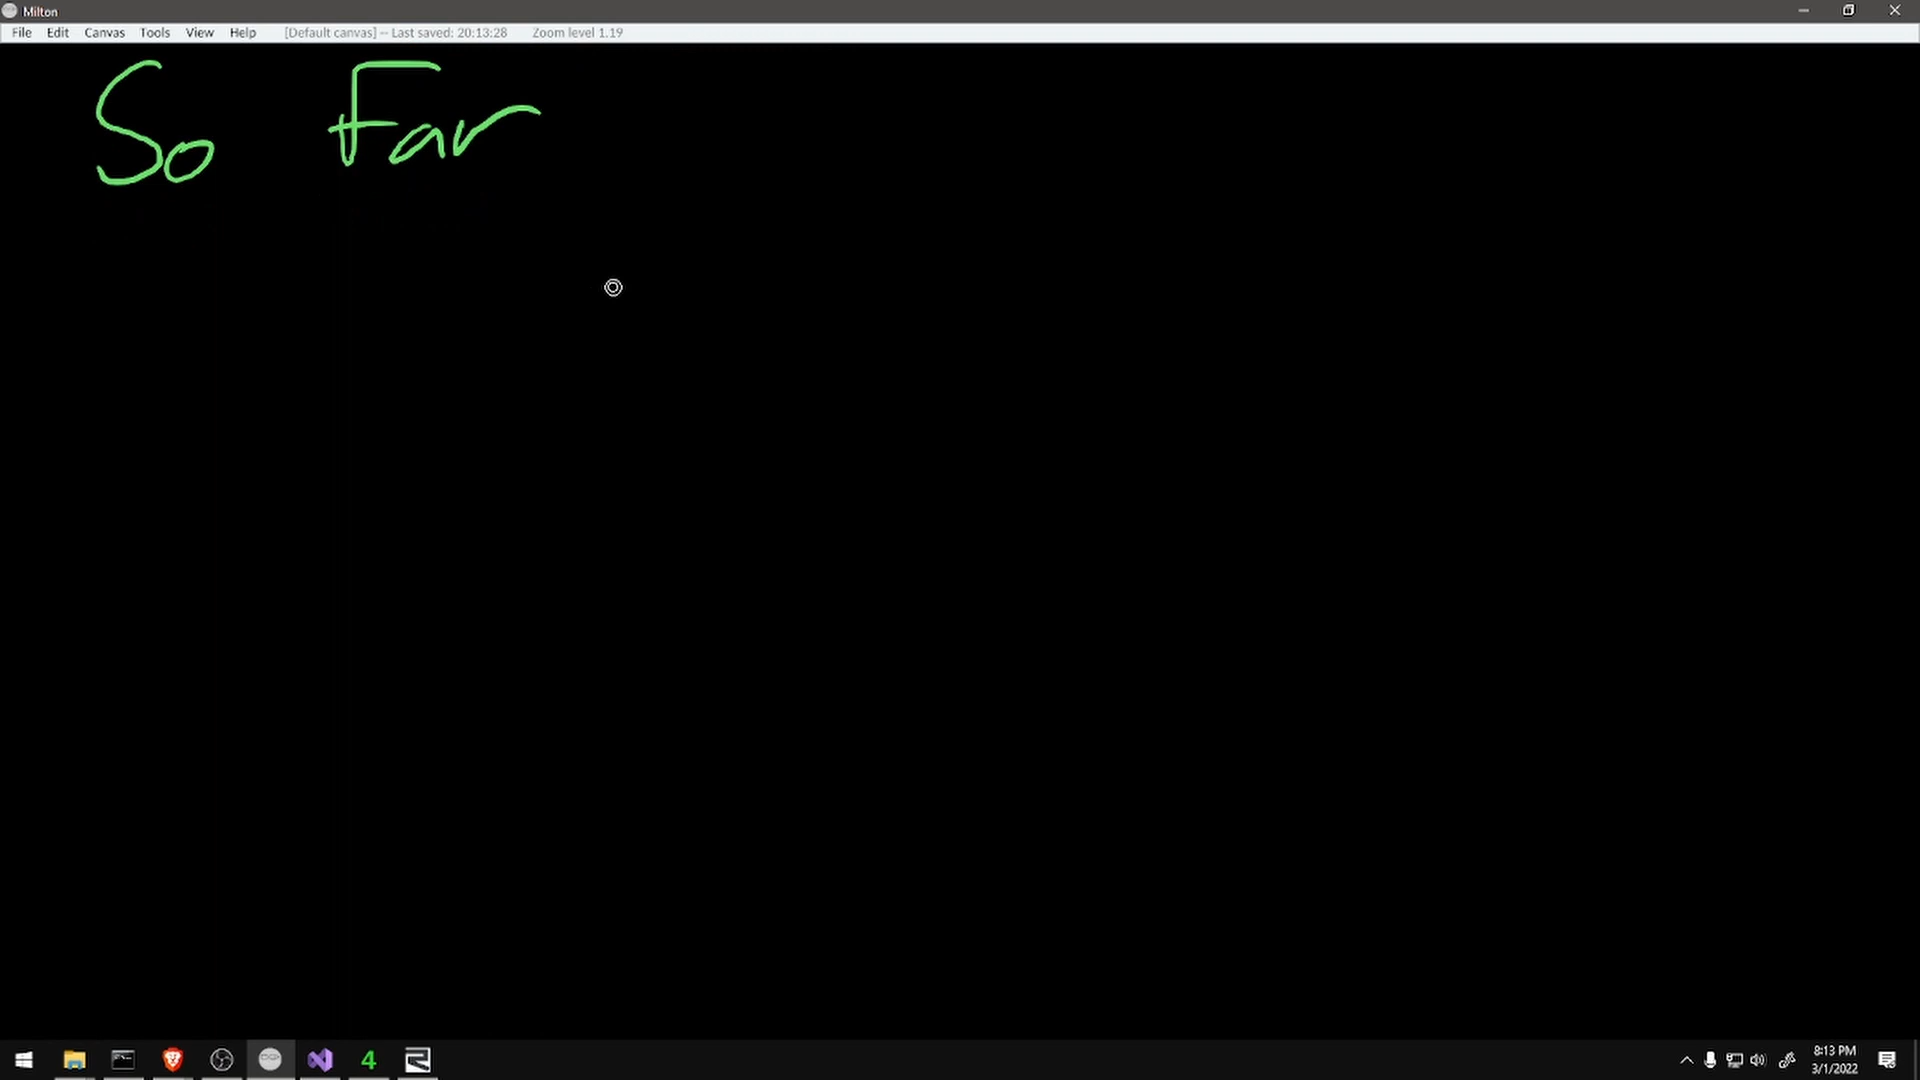 Milton
File Edit Canvas Tools View Help [Default canvas] -- Last saved: 20:13:28 Zoom level 1.19
So Far
4
8:13 PM
3/1/2022